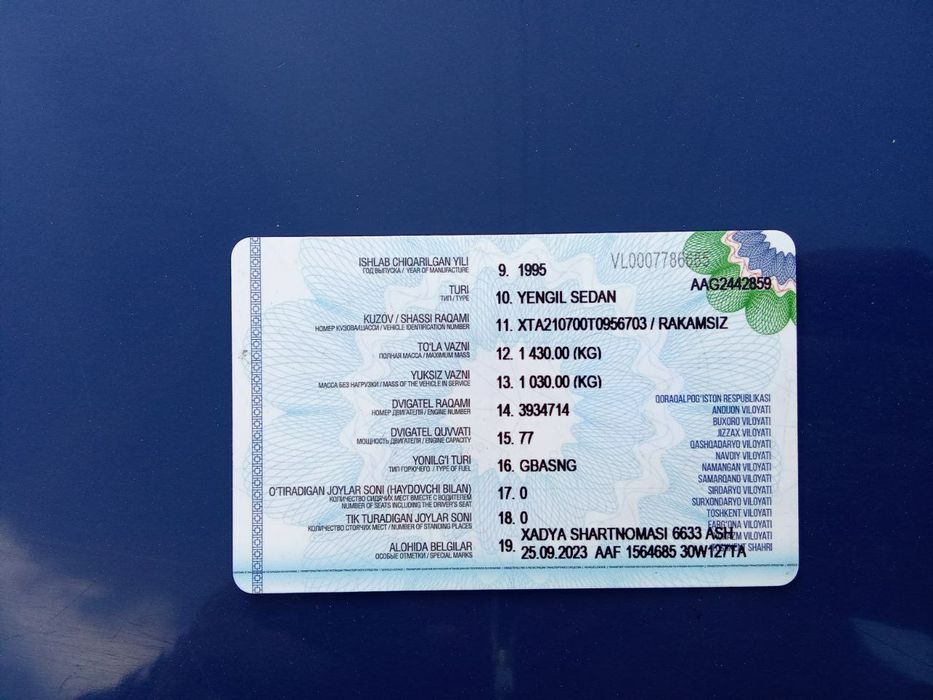 VL0007786685
AAG2442859
ISHLAB CHIQARILGAN YILI
ГОД ВЫПУСКА / YEAR OF MANUFACTURE
9. 1995
TURI
ТИП / TYPE
10. YENGIL SEDAN
KUZOV / SHASSI RAQAMI
НОМЕР КУЗОВА/ШАССИ / VEHICLE IDENTIFICATION NUMBER
11. XTA210700T0956703 / RAKAMSIZ
TO'LA VAZNI
ПОЛНАЯ МАССА / MAXIMUM MASS
12. 1 430.00 (KG)
YUKSIZ VAZNI
МАССА БЕЗ НАГРУЗКИ / MASS OF THE VEHICLE IN SERVICE
13. 1 030.00 (KG)
DVIGATEL RAQAMI
НОМЕР ДВИГАТЕЛЯ / ENGINE NUMBER
14. 3934714
DVIGATEL QUVVATI
МОЩНОСТЬ ДВИГАТЕЛЯ / ENGINE CAPACITY
15. 77
YONILG'I TURI
ТИП ГОРЮЧЕГО / TYPE OF FUEL
16. GBASNG
O'TIRADIGAN JOYLAR SONI (HAYDOVCHI BILAN)
КОЛИЧЕСТВО СИДЯЧИХ МЕСТ ВМЕСТЕ С ВОДИТЕЛЕМ
NUMBER OF SEATS INCLUDING THE DRIVER'S SEAT
17. 0
TIK TURADIGAN JOYLAR SONI
КОЛИЧЕСТВО СТОЯЧИХ МЕСТ / NUMBER OF STANDING PLACES
18. 0
ALOHIDA BELGILAR
ОСОБЫЕ ОТМЕТКИ / SPECIAL MARKS
19. XADYA SHARTNOMASI 6633 ASH
25.09.2023 AAF 1564685 30W127TA
QORAQALPOG'ISTON RESPUBLIKASI
ANDIJON VILOYATI
BUXORO VILOYATI
JIZZAX VILOYATI
QASHQADARYO VILOYATI
NAVOIY VILOYATI
NAMANGAN VILOYATI
SAMARQAND VILOYATI
SIRDARYO VILOYATI
SURXONDARYO VILOYATI
TOSHKENT VILOYATI
FARG'ONA VILOYATI
VILOYATI
SHAHRI